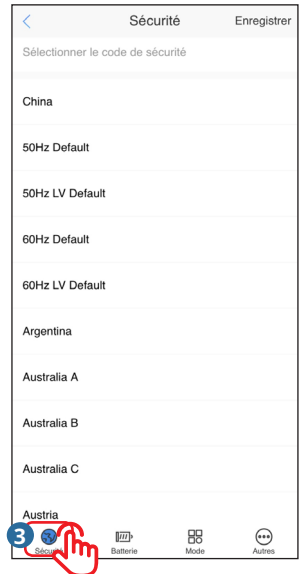 Sécurité Enregistrer
Sélectionner le code de sécurité
China
50Hz Default
50Hz LV Default
60Hz Default
60Hz LV Default
Argentina
Australia A
Australia B
Australia C
Austria
3
Sécurité Batterie Mode Autres